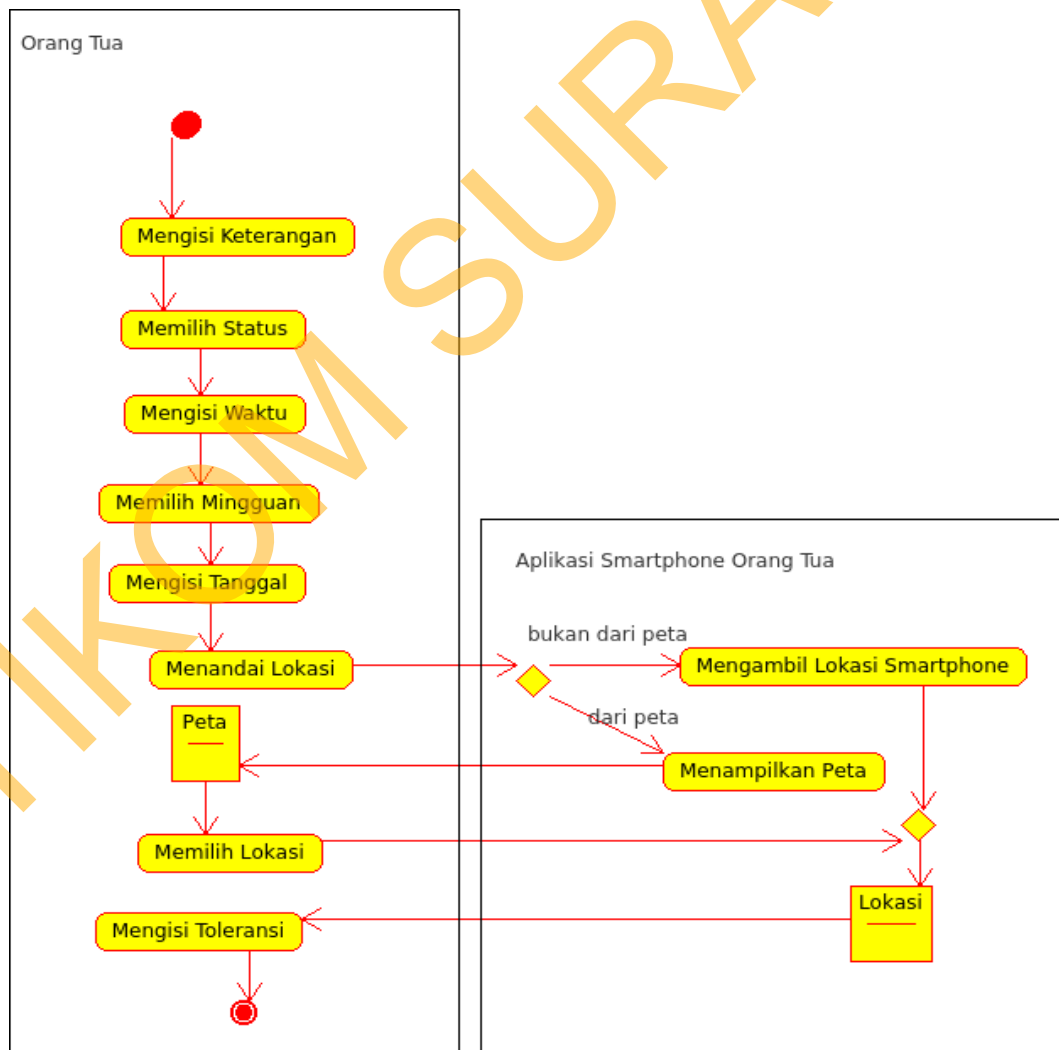 Orang Tua
Mengisi Keterangan
Memilih Status
Mengisi Waktu
Memilih Mingguan
Mengisi Tanggal
Menandai Lokasi
Peta
Memilih Lokasi
Mengisi Toleransi
Aplikasi Smartphone Orang Tua
bukan dari peta
Mengambil Lokasi Smartphone
dari peta
Menampilkan Peta
Lokasi
IKOM SURA